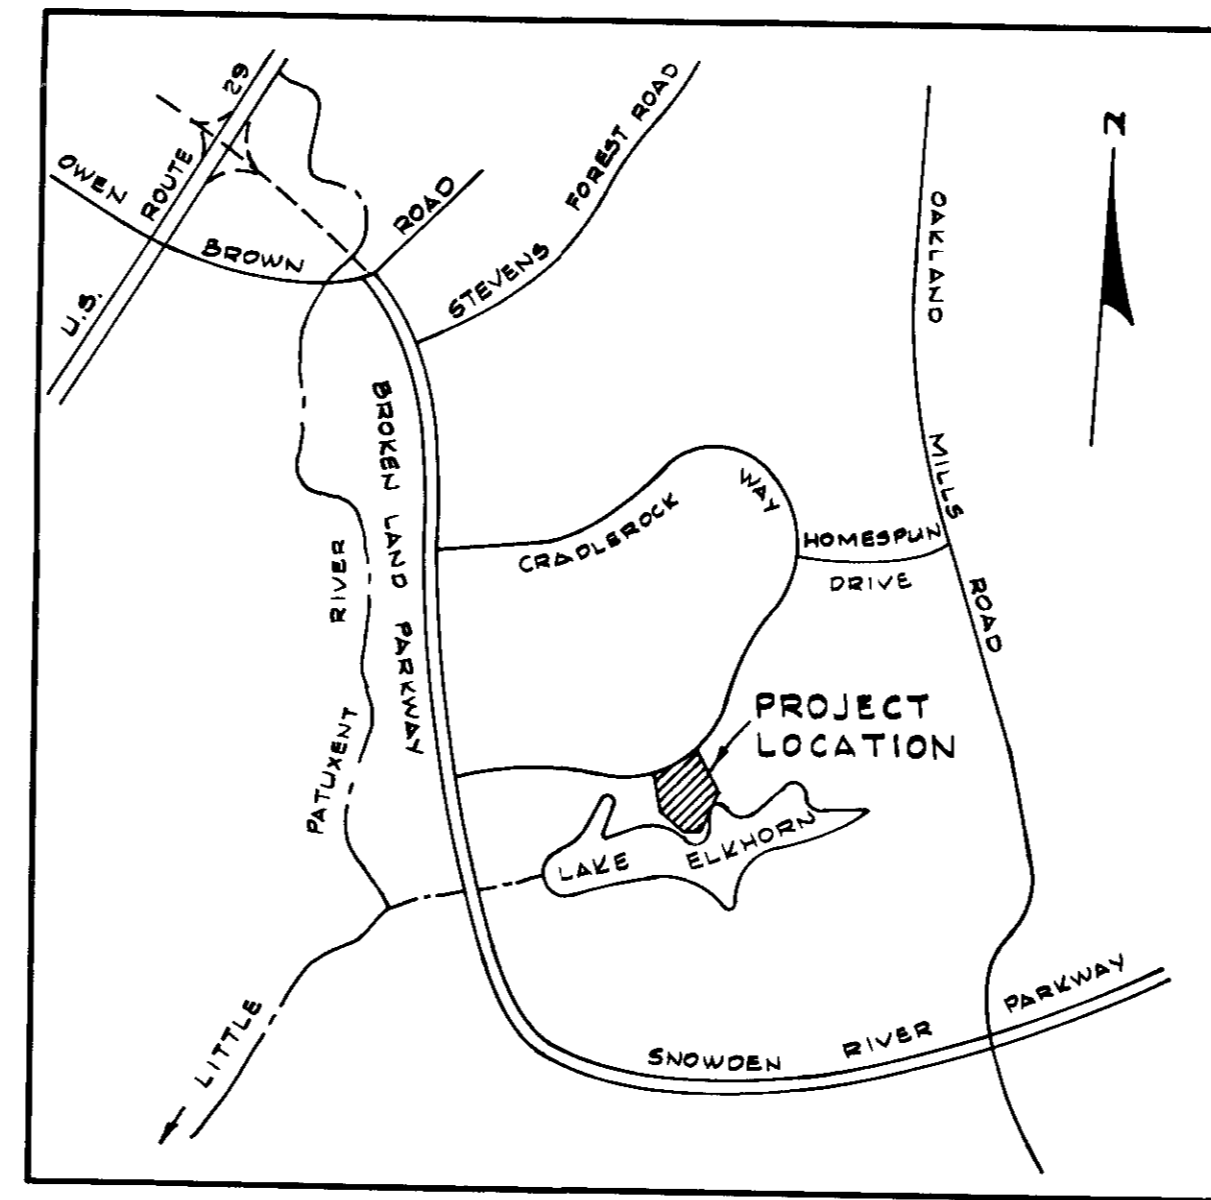 U.S. ROUTE 29
OWEN BROWN ROAD
STEVENS FOREST ROAD
N
OAKLAND MILLS ROAD
BROKEN LAND PARKWAY
CRADLEROCK WAY
HOMESPUN
DRIVE
PROJECT
LOCATION
LAKE ELKHORN
LITTLE PATUXENT RIVER
SNOWDEN RIVER PARKWAY